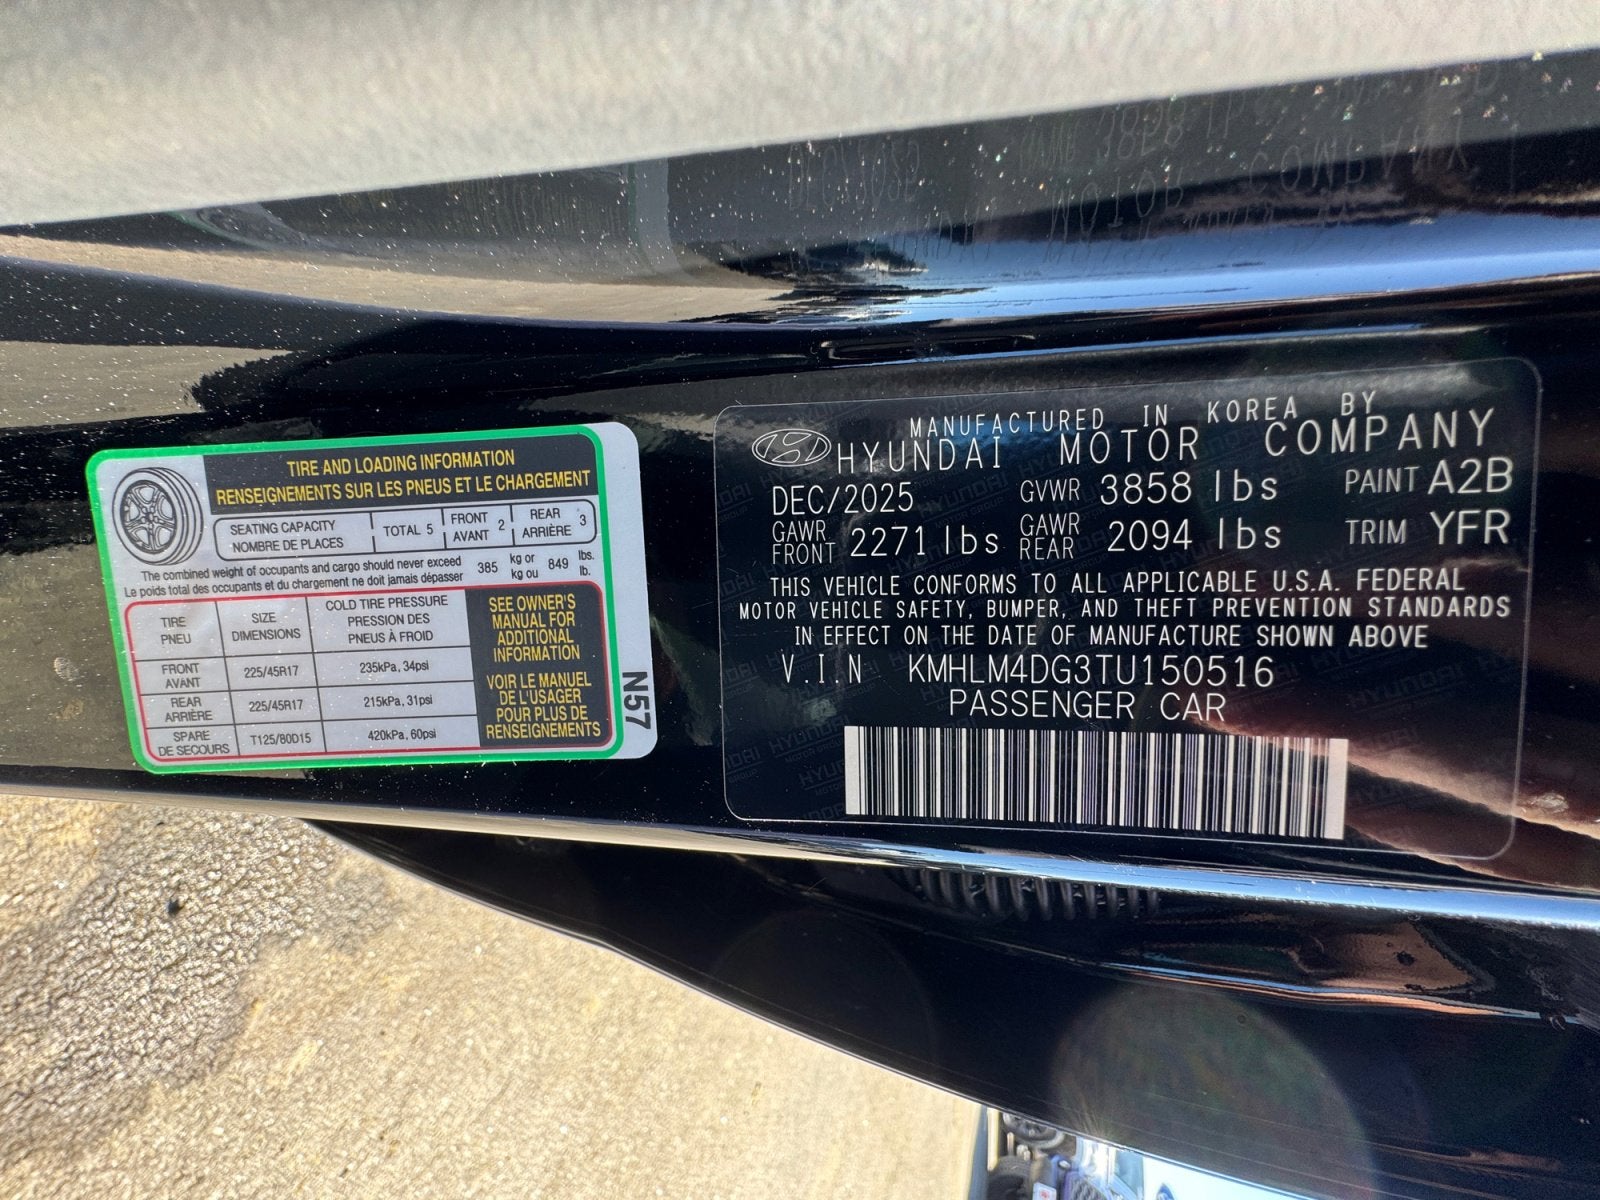 TIRE AND LOADING INFORMATION
RENSEIGNEMENTS SUR LES PNEUS ET LE CHARGEMENT
SEATING CAPACITY
NOMBRE DE PLACES
TOTAL 5
FRONT
AVANT 2
REAR
ARRIÈRE 3
The combined weight of occupants and cargo should never exceed
Le poids total des occupants et du chargement ne doit jamais dépasser
385 kg or
kg ou
849 lbs.
lb.
TIRE
PNEU
SIZE
DIMENSIONS
COLD TIRE PRESSURE
PRESSION DES
PNEUS À FROID
FRONT
AVANT
225/45R17
235kPa, 34psi
REAR
ARRIÈRE
225/45R17
215kPa, 31psi
SPARE
DE SECOURS
T125/80D15
420kPa, 60psi
SEE OWNER'S
MANUAL FOR
ADDITIONAL
INFORMATION
VOIR LE MANUEL
DE L'USAGER
POUR PLUS DE
RENSEIGNEMENTS
N57
MANUFACTURED IN KOREA BY
HYUNDAI MOTOR COMPANY
DEC/2025 GVWR 3858 lbs PAINT A2B
GAWR
FRONT 2271 lbs
GAWR
REAR 2094 lbs
TRIM YFR
THIS VEHICLE CONFORMS TO ALL APPLICABLE U.S.A. FEDERAL
MOTOR VEHICLE SAFETY, BUMPER, AND THEFT PREVENTION STANDARDS
IN EFFECT ON THE DATE OF MANUFACTURE SHOWN ABOVE
V.I.N KMHLM4DG3TU150516
PASSENGER CAR